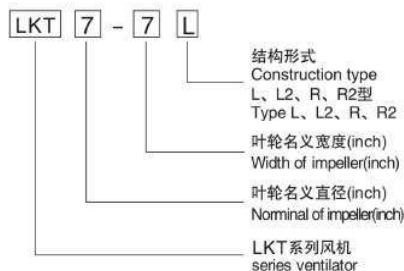 LKT 7 - 7 L
结构形式
Construction type
L、L2、R、R2型
Type L、L2、R、R2
叶轮名义宽度(inch)
Width of impeller(inch)
叶轮名义直径(inch)
Norminal of impeller(inch)
LKT系列风机
series ventilator